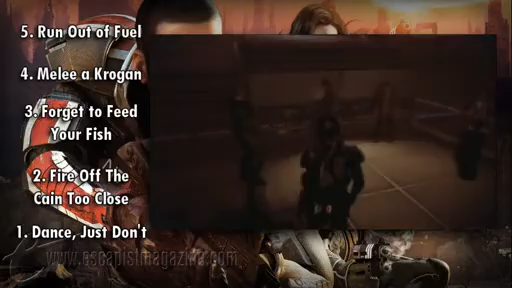 5. Run Out of Fuel
4. Melee a Krogan
3. Forget to Feed
Your Fish
2. Fire Off The
Cain Too Close
1. Dance, Just Don't
www.escapistmagazine.com